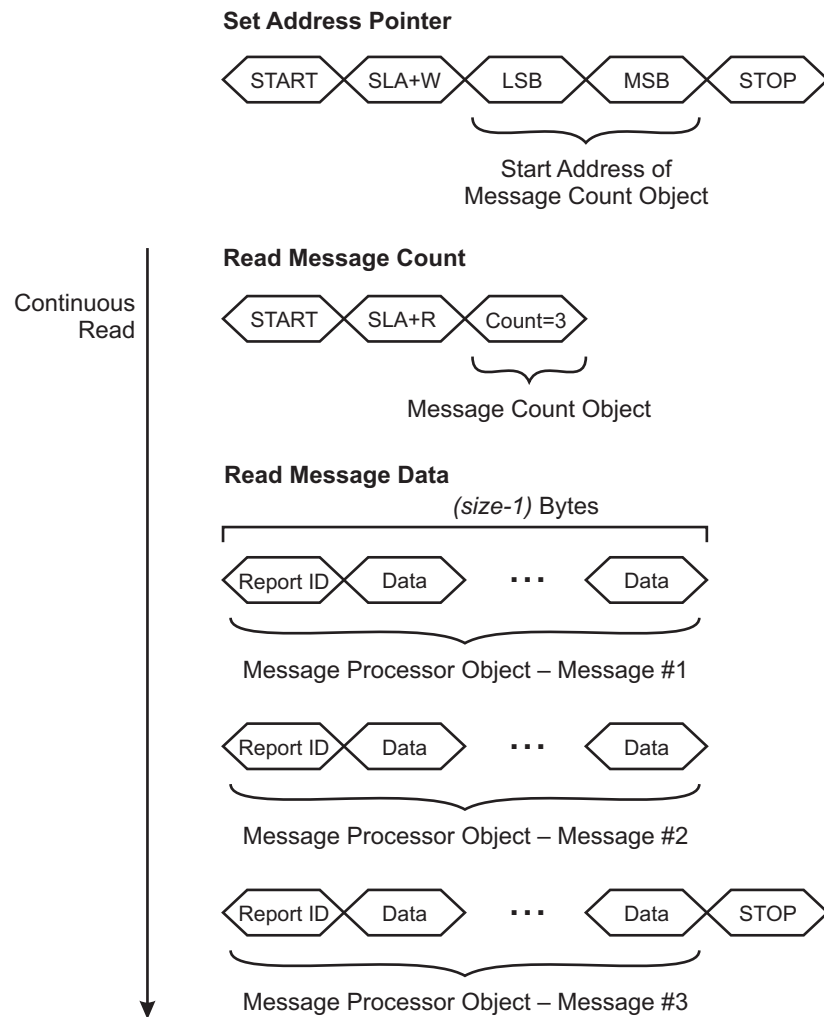 Set Address Pointer
START SLA+W LSB MSB STOP
Start Address of
Message Count Object
Continuous
Read
Read Message Count
START SLA+R Count=3
Message Count Object
Read Message Data
(size-1) Bytes
Report ID Data ··· Data
Message Processor Object – Message #1
Report ID Data ··· Data
Message Processor Object – Message #2
Report ID Data ··· Data STOP
Message Processor Object – Message #3